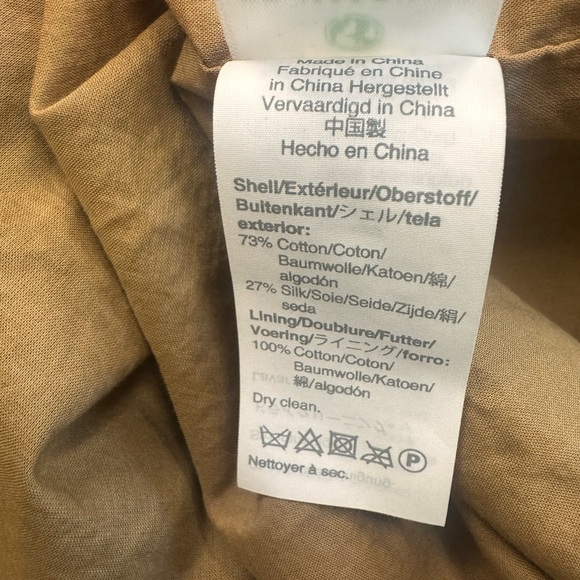 Made in China
Fabriqué en Chine
in China Hergestellt
Vervaardigd in China
中国製
Hecho en China
Shell/Extérieur/Oberstoff/
Buitenkant/シェル/tela
exterior:
73% Cotton/Coton/
Baumwolle/Katoen/綿/
algodón
27% Silk/Soie/Seide/Zijde/絹/
seda
Lining/Doublure/Futter/
Voering/ライニング/forro:
100% Cotton/Coton/
Baumwolle/Katoen/
綿/algodón
Dry clean.
P
Nettoyer à sec.